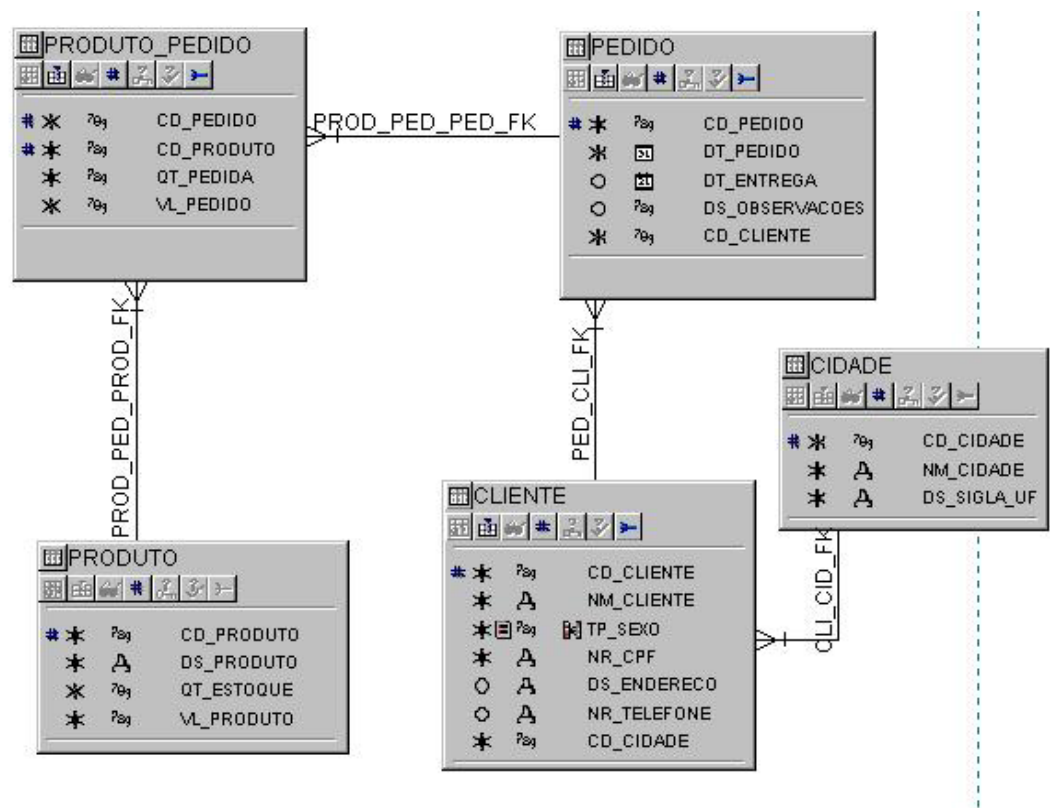 PRODUTO_PEDIDO
CD_PEDIDO
CD_PRODUTO
QT_PEDIDA
VL_PEDIDO
PROD_PED_PED_FK
PEDIDO
CD_PEDIDO
DT_PEDIDO
DT_ENTREGA
DS_OBSERVACOES
CD_CLIENTE
PROD_PED_PROD_FK
PED_CLI_FK
CIDADE
CD_CIDADE
NM_CIDADE
DS_SIGLA_UF
CLIENTE
CD_CLIENTE
NM_CLIENTE
TP_SEXO
NR_CPF
DS_ENDERECO
NR_TELEFONE
CD_CIDADE
CLI_CID_FK
PRODUTO
CD_PRODUTO
DS_PRODUTO
QT_ESTOQUE
VL_PRODUTO